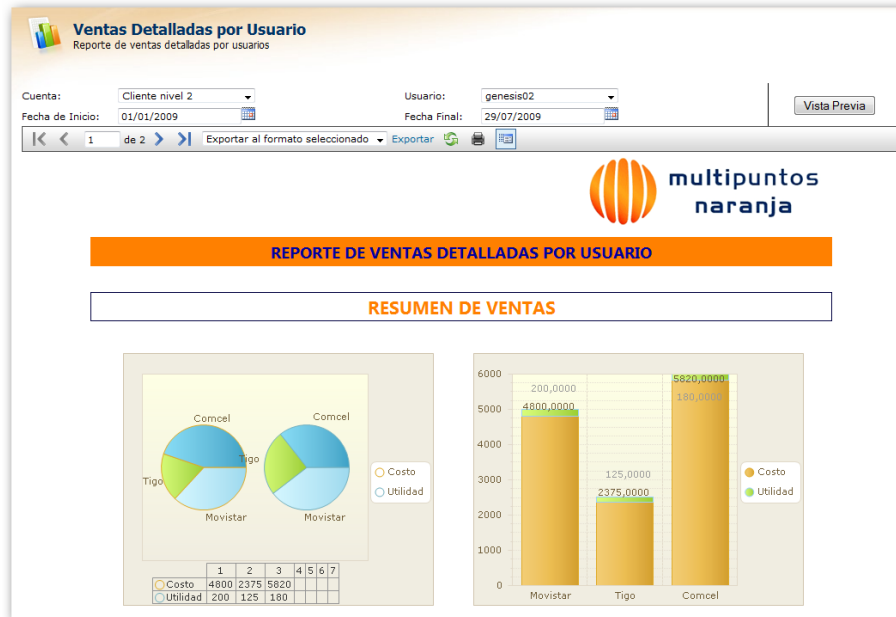 Ventas Detalladas por Usuario
Reporte de ventas detalladas por usuarios
Cuenta: Cliente nivel 2 Usuario: genesis02
Vista Previa
Fecha de Inicio: 01/01/2009 Fecha Final: 29/07/2009
1 de 2 Exportar al formato seleccionado Exportar
multipuntos
naranja
REPORTE DE VENTAS DETALLADAS POR USUARIO
RESUMEN DE VENTAS
Comcel Comcel
Tigo Tigo
Movistar Movistar
Costo
Utilidad
1 2 3 4 5 6 7
Costo 4800 2375 5820
Utilidad 200 125 180
6000
5000
4000
3000
2000
1000
0
200,0000
4800,0000
125,0000
2375,0000
5820,0000
180,0000
Movistar Tigo Comcel
Costo
Utilidad